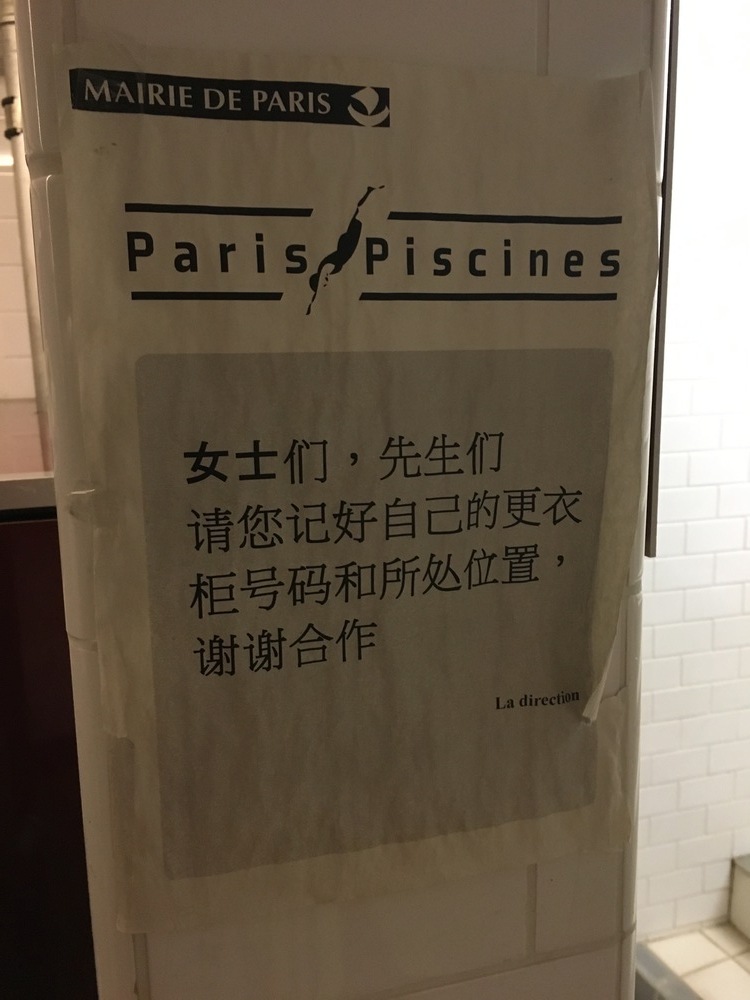 MAIRIE DE PARIS
Paris Piscines
女士们，先生们
请您记好自己的更衣
柜号码和所处位置，
谢谢合作
La direction